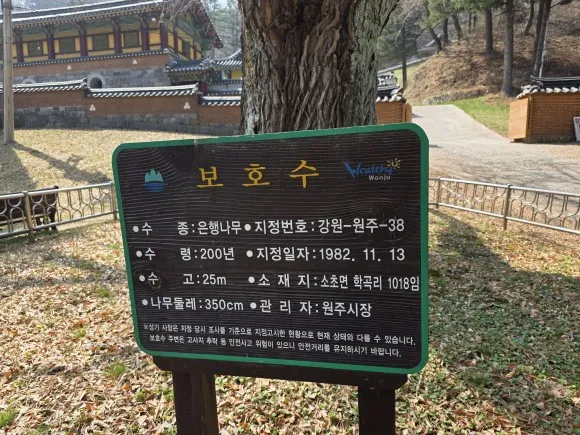 보호수
Wealthy
Wonju
•수 종:은행나무 •지정번호:강원-원주-38
•수 령:200년 •지정일자:1982. 11. 13
•수 고:25m •소 재 지:소초면 학곡리 1018임
•나무둘레:350cm •관 리 자:원주시장
※상기 사항은 지정 당시 조사를 기준으로 지정고시한 현황으로 현재 상태와 다를 수 있습니다.
보호수 주변은 고사지 추락 등 안전사고 위험이 있으니 안전거리를 유지하시기 바랍니다.